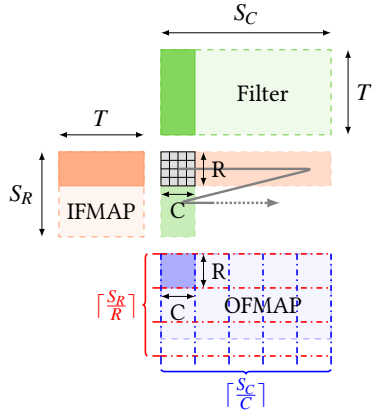 S_C
Filter
T
T
S_R
IFMAP
R
C
R
C
OFMAP
⌈S_R/R⌉
⌈S_C/C⌉